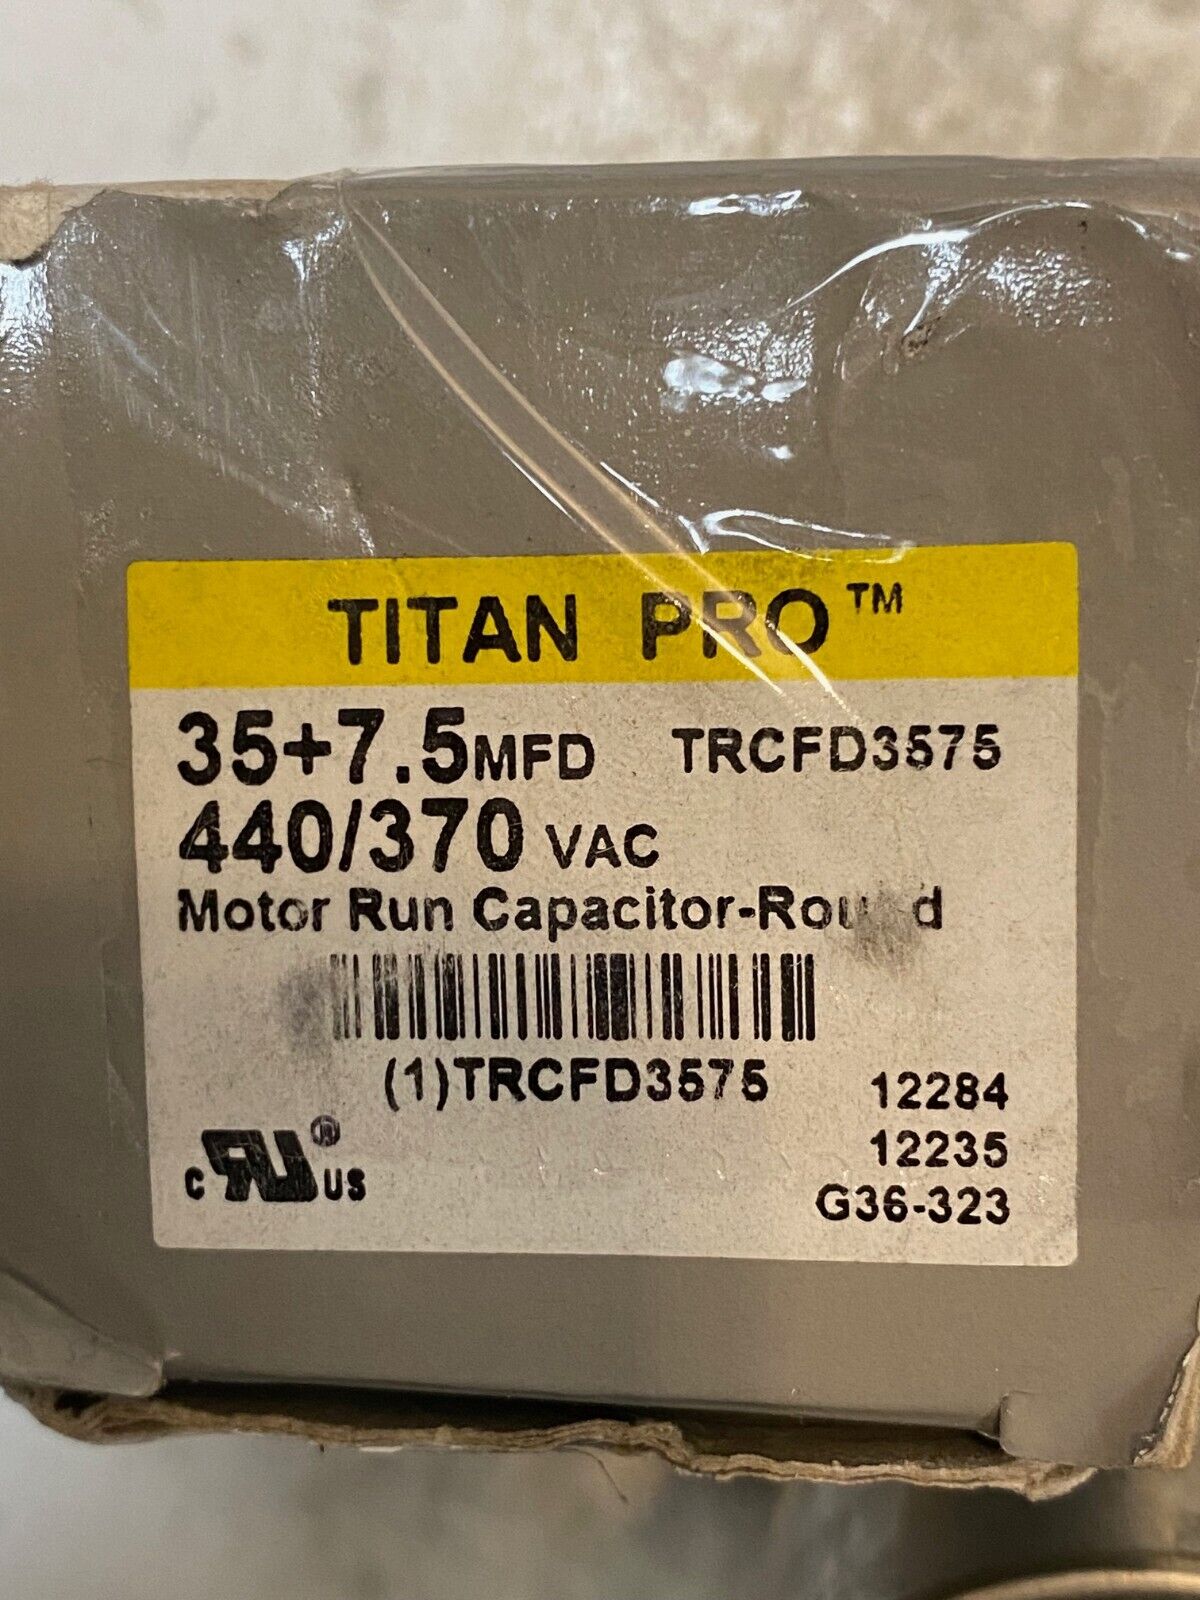 TITAN PRO™
35+7.5MFD TRCFD3575
440/370 VAC
Motor Run Capacitor-Round
(1)TRCFD3575
12284
12235
G36-323
c RU® US